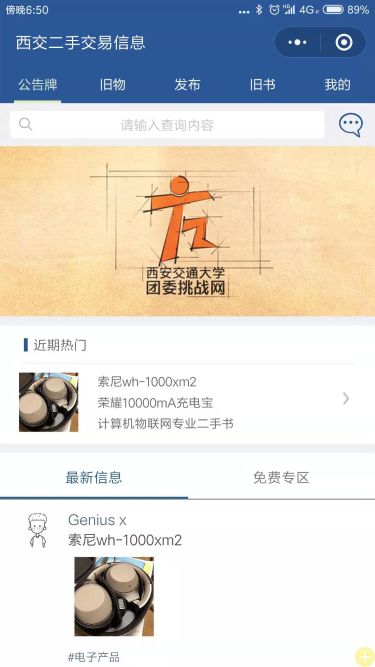 傍晚6:50
4G
89%
西交二手交易信息
公告牌
旧物
发布
旧书
我的
请输入查询内容
西安交通大学
团委挑战网
近期热门
索尼wh-1000xm2
荣耀10000mA充电宝
计算机物联网专业二手书
最新信息
免费专区
Genius x
索尼wh-1000xm2
#电子产品